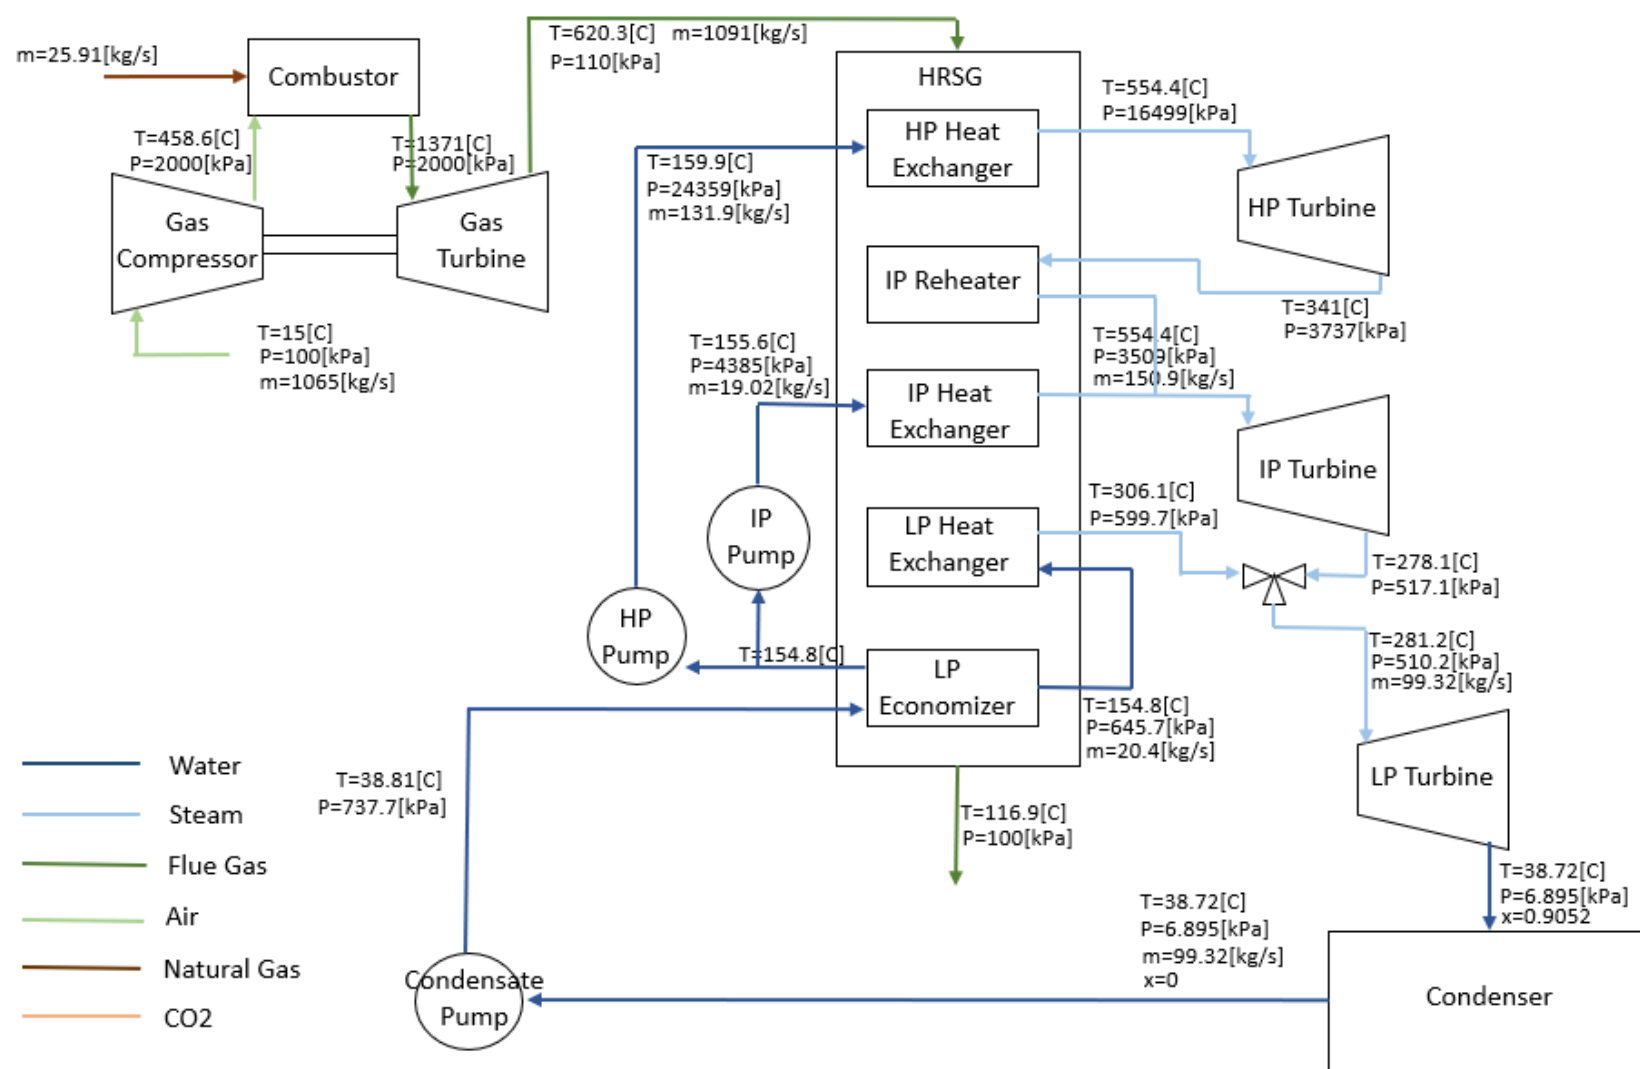 m=25.91[kg/s]
Combustor
T=458.6[C]
P=2000[kPa]
T=1371[C]
P=2000[kPa]
Gas
Compressor
Gas
Turbine
T=15[C]
P=100[kPa]
m=1065[kg/s]
T=620.3[C] m=1091[kg/s]
P=110[kPa]
HRSG
HP Heat
Exchanger
T=554.4[C]
P=16499[kPa]
HP Turbine
T=159.9[C]
P=24359[kPa]
m=131.9[kg/s]
IP Reheater
T=341[C]
P=3737[kPa]
T=155.6[C]
P=4385[kPa]
m=19.02[kg/s]
T=554.4[C]
P=3509[kPa]
m=150.9[kg/s]
IP Heat
Exchanger
IP Turbine
IP
Pump
T=306.1[C]
P=599.7[kPa]
LP Heat
Exchanger
T=278.1[C]
P=517.1[kPa]
HP
Pump
T=154.8[C]
LP
Economizer
T=281.2[C]
P=510.2[kPa]
m=99.32[kg/s]
T=154.8[C]
P=645.7[kPa]
m=20.4[kg/s]
LP Turbine
T=38.81[C]
P=737.7[kPa]
T=116.9[C]
P=100[kPa]
T=38.72[C]
P=6.895[kPa]
x=0.9052
T=38.72[C]
P=6.895[kPa]
m=99.32[kg/s]
x=0
Condensate
Pump
Condenser
Water
Steam
Flue Gas
Air
Natural Gas
CO2